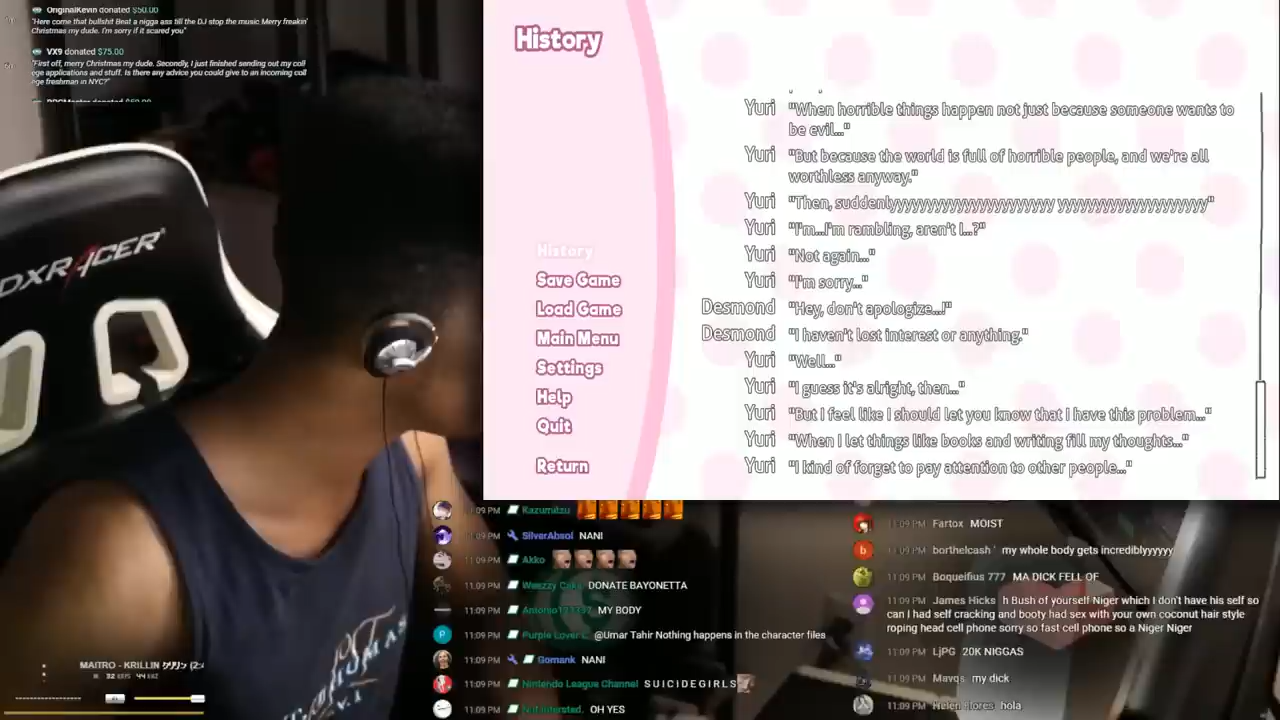 OriginalKevin donated $50.00
"Here come that bullshit! Beat a nigga ass till the DJ stop the music Merry freakin'
Christmas my dude. I'm sorry if it scared you"
VX9 donated $75.00
"First off, merry Christmas my dude. Secondly, I just finished sending out my coll
ege applications and stuff. Is there any advice you could give to an incoming coll
ege freshman in NYC?"
DXRACER
History
Yuri "When horrible things happen not just because someone wants to
be evil..."
Yuri "But because the world is full of horrible people, and we're all
worthless anyway."
Yuri "Then, suddenlyyyyyyyyyyyyyyyyyyyyyyy yyyyyyyyyyyyyyyyyyyyy"
Yuri "I'm...I'm rambling, aren't I...?"
Yuri "Not again..."
Yuri "I'm sorry..."
Desmond "Hey, don't apologize...!"
Desmond "I haven't lost interest or anything."
Yuri "Well..."
Yuri "I guess it's alright, then..."
Yuri "But I feel like I should let you know that I have this problem..."
Yuri "When I let things like books and writing fill my thoughts..."
Yuri "I kind of forget to pay attention to other people..."
History
Save Game
Load Game
Main Menu
Settings
Help
Quit
Return
11:09 PM Kazumitzu
11:09 PM SilverAbsol NANI
11:09 PM Akko
11:09 PM Weezzy DONATE BAYONETTA
11:09 PM MY BODY
11:09 PM Purple Lover @Umar Tahir Nothing happens in the character files
11:09 PM Gomank NANI
11:09 PM Nintendo League Channel S U I C I D E G I R L S
11:09 PM Not intersted. OH YES
11:09 PM Fartox MOIST
11:09 PM borthelcash my whole body gets incrediblyyyyyy
11:09 PM Boqueifius 777 MA DICK FELL OF
11:09 PM James Hicks h Bush of yourself Niger which I don't have his self so
can I had self cracking and booty had sex with your own coconut hair style
roping head cell phone sorry so fast cell phone so a Niger Niger
11:09 PM LjPG 20K NIGGAS
11:09 PM Mavqs my dick
11:09 PM Helen Flores hola
MAITRO - KRILLIN クリリン (2:4